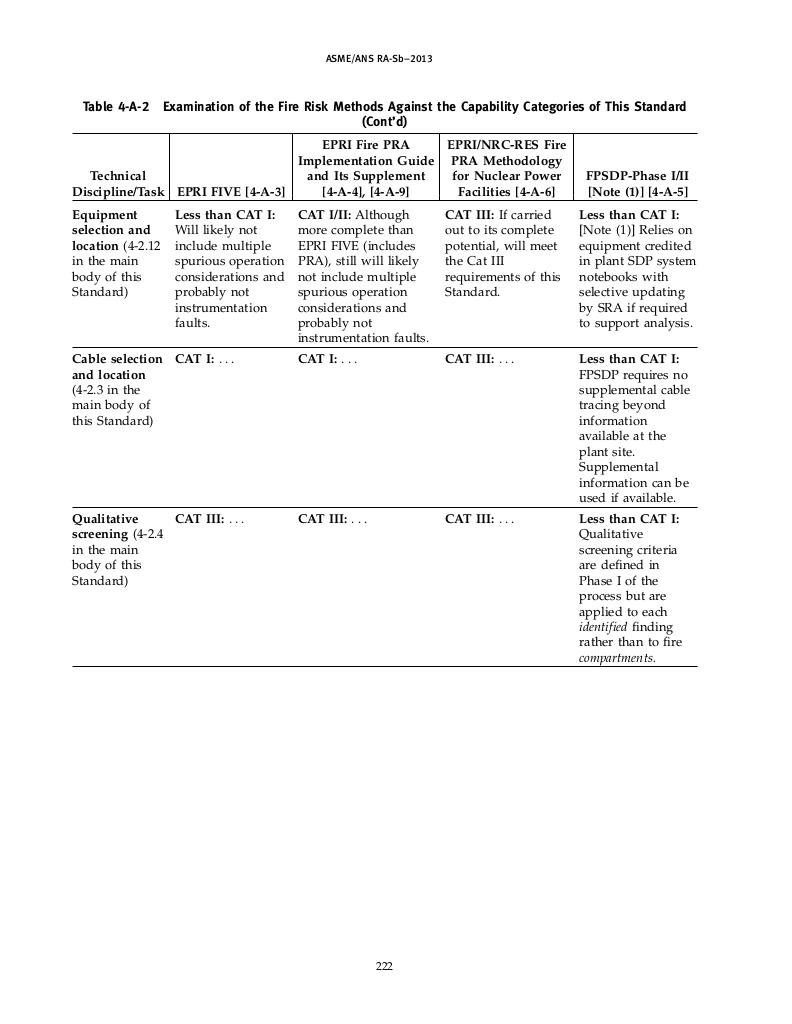 ASME/ANS RA-Sb–2013
Table 4-A-2 Examination of the Fire Risk Methods Against the Capability Categories of This Standard
(Cont'd)
Technical
Discipline/Task
EPRI FIVE [4-A-3]
EPRI Fire PRA
Implementation Guide
and Its Supplement
[4-A-4], [4-A-9]
EPRI/NRC-RES Fire
PRA Methodology
for Nuclear Power
Facilities [4-A-6]
FPSDP-Phase I/II
[Note (1)] [4-A-5]
Equipment
selection and
location (4-2.12
in the main
body of this
Standard)
Less than CAT I:
Will likely not
include multiple
spurious operation
considerations and
probably not
instrumentation
faults.
CAT I/II: Although
more complete than
EPRI FIVE (includes
PRA), still will likely
not include multiple
spurious operation
considerations and
probably not
instrumentation faults.
CAT III: If carried
out to its complete
potential, will meet
the Cat III
requirements of this
Standard.
Less than CAT I:
[Note (1)] Relies on
equipment credited
in plant SDP system
notebooks with
selective updating
by SRA if required
to support analysis.
Cable selection
and location
(4-2.3 in the
main body of
this Standard)
CAT I: . . .
CAT I: . . .
CAT III: . . .
Less than CAT I:
FPSDP requires no
supplemental cable
tracing beyond
information
available at the
plant site.
Supplemental
information can be
used if available.
Qualitative
screening (4-2.4
in the main
body of this
Standard)
CAT III: . . .
CAT III: . . .
CAT III: . . .
Less than CAT I:
Qualitative
screening criteria
are defined in
Phase I of the
process but are
applied to each
identified finding
rather than to fire
compartments.
222